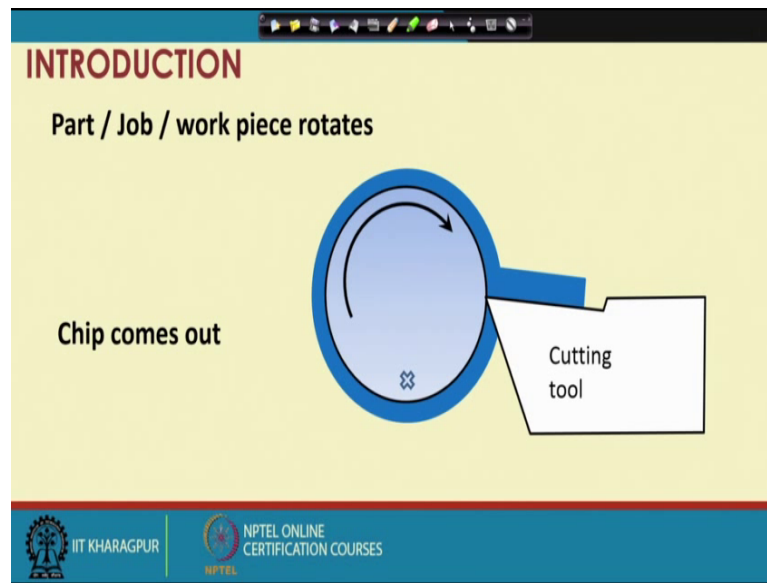 INTRODUCTION
Part / Job / work piece rotates
Chip comes out
Cutting
tool
IIT KHARAGPUR
NPTEL
NPTEL ONLINE
CERTIFICATION COURSES